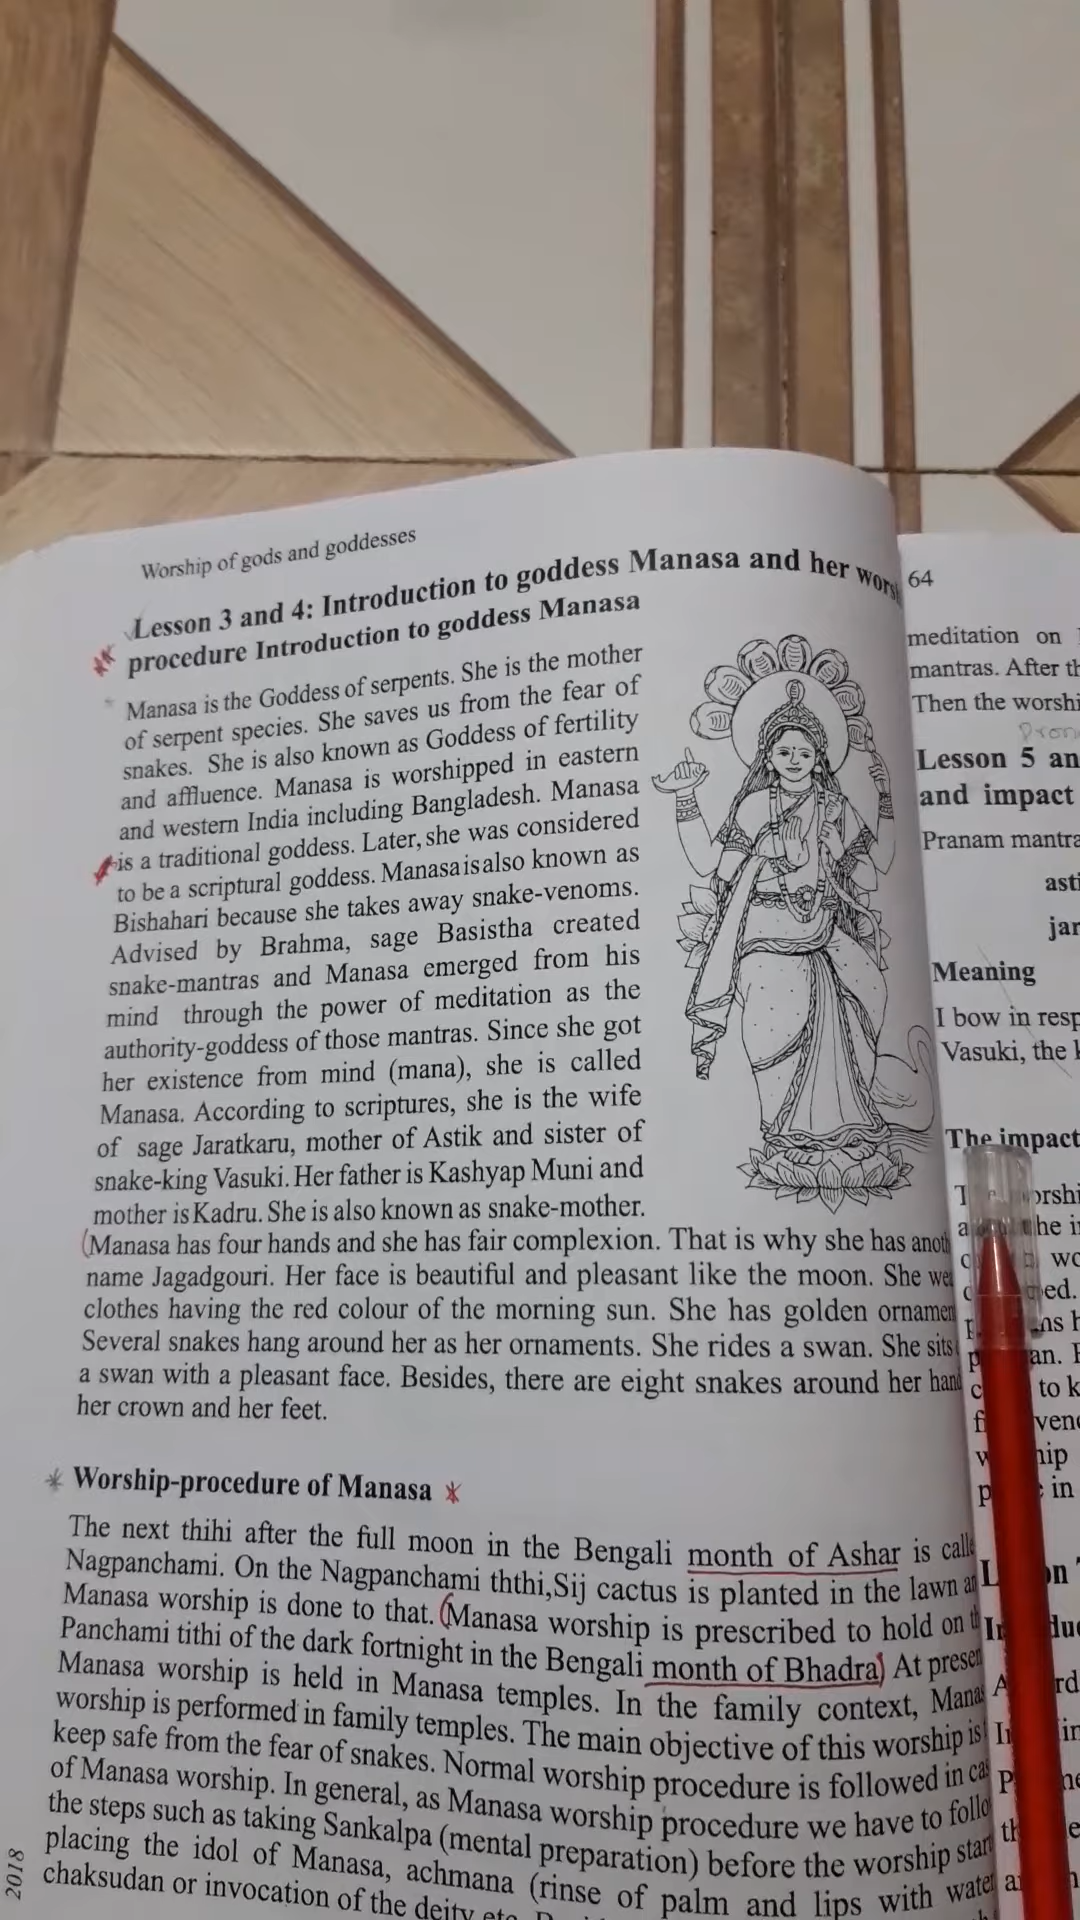 Worship of gods and goddesses
Lesson 3 and 4: Introduction to goddess Manasa and her
procedure Introduction to goddess Manasa
Manasa is the Goddess of serpents. She is the mother
of serpent species. She saves us from the fear of
snakes. She is also known as Goddess of fertility
and affluence. Manasa is worshipped in eastern
and western India including Bangladesh. Manasa
is a traditional goddess. Later, she was considered
to be a scriptural goddess. Manasa is also known as
Bishahari because she takes away snake-venoms.
Advised by Brahma, sage Basistha created
snake-mantras and Manasa emerged from his
mind through the power of meditation as the
authority-goddess of those mantras. Since she got
her existence from mind (mana), she is called
Manasa. According to scriptures, she is the wife
of sage Jaratkaru, mother of Astik and sister of
snake-king Vasuki. Her father is Kashyap Muni and
mother is Kadru. She is also known as snake-mother.
(Manasa has four hands and she has fair complexion. That is why she has
name Jagadgouri. Her face is beautiful and pleasant like the moon. She
clothes having the red colour of the morning sun. She has golden
Several snakes hang around her as her ornaments. She rides a swan. She sits
a swan with a pleasant face. Besides, there are eight snakes around her
her crown and her feet.
Worship-procedure of Manasa
The next thihi after the full moon in the Bengali month of Ashar is
Nagpanchami. On the Nagpanchami ththi,Sij cactus is planted in the lawn
Manasa worship is done to that. (Manasa worship is prescribed to hold on
Panchami tithi of the dark fortnight in the Bengali month of Bhadra) At
Manasa worship is held in Manasa temples. In the family context,
worship is performed in family temples. The main objective of this worship is
keep safe from the fear of snakes. Normal worship procedure is followed in
of Manasa worship. In general, as Manasa worship procedure we have to
the steps such as taking Sankalpa (mental preparation) before the worship
placing the idol of Manasa, achmana (rinse of palm and lips with water
chaksudan or invocation of the deity etc.
2018
64
meditation on
mantras. After
Then the
Lesson 5
and impact
Pranam mantra
Meaning
I bow in
Vasuki, the
The impact
to
in